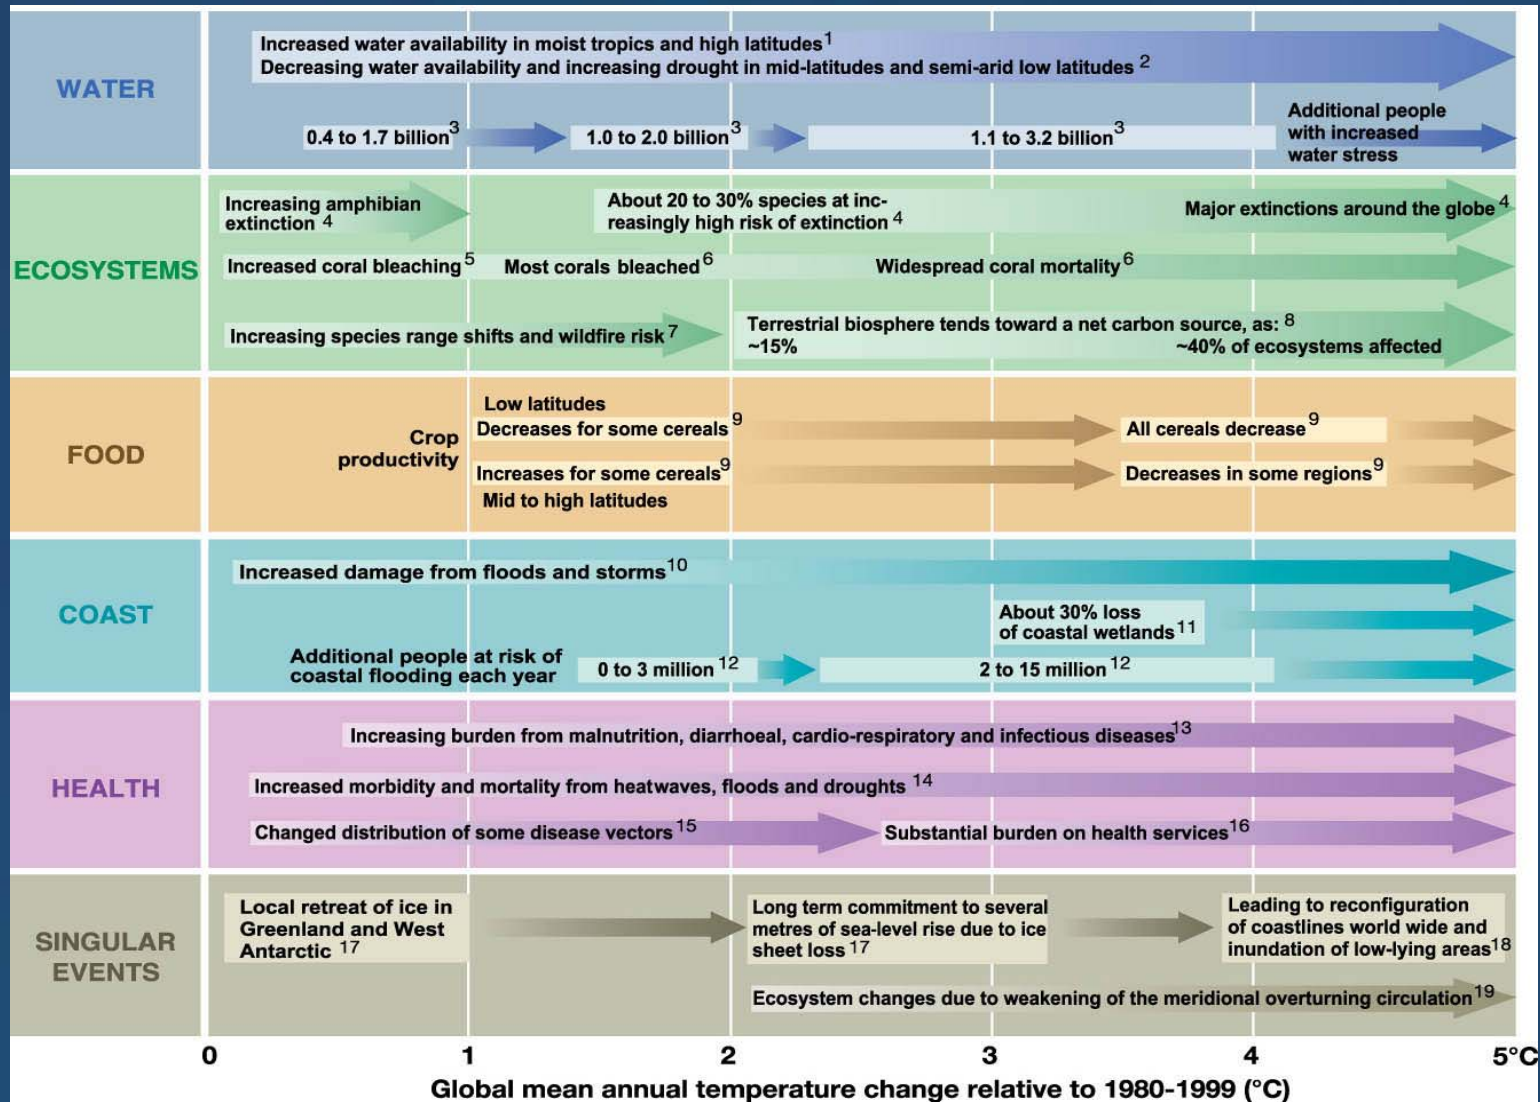 WATER
Increased water availability in moist tropics and high latitudes1
Decreasing water availability and increasing drought in mid-latitudes and semi-arid low latitudes 2
0.4 to 1.7 billion3
1.0 to 2.0 billion3
1.1 to 3.2 billion3
Additional people
with increased
water stress
ECOSYSTEMS
Increasing amphibian
extinction 4
About 20 to 30% species at inc-
reasingly high risk of extinction 4
Major extinctions around the globe 4
Increased coral bleaching5
Most corals bleached6
Widespread coral mortality6
Increasing species range shifts and wildfire risk 7
Terrestrial biosphere tends toward a net carbon source, as: 8
~15%
~40% of ecosystems affected
FOOD
Crop
productivity
Low latitudes
Decreases for some cereals9
All cereals decrease9
Increases for some cereals9
Decreases in some regions9
Mid to high latitudes
COAST
Increased damage from floods and storms10
About 30% loss
of coastal wetlands11
Additional people at risk of
coastal flooding each year
0 to 3 million12
2 to 15 million12
HEALTH
Increasing burden from malnutrition, diarrhoeal, cardio-respiratory and infectious diseases13
Increased morbidity and mortality from heatwaves, floods and droughts 14
Changed distribution of some disease vectors15
Substantial burden on health services16
SINGULAR
EVENTS
Local retreat of ice in
Greenland and West
Antarctic 17
Long term commitment to several
metres of sea-level rise due to ice
sheet loss 17
Leading to reconfiguration
of coastlines world wide and
inundation of low-lying areas18
Ecosystem changes due to weakening of the meridional overturning circulation19
0
1
2
3
4
5°C
Global mean annual temperature change relative to 1980-1999 (°C)